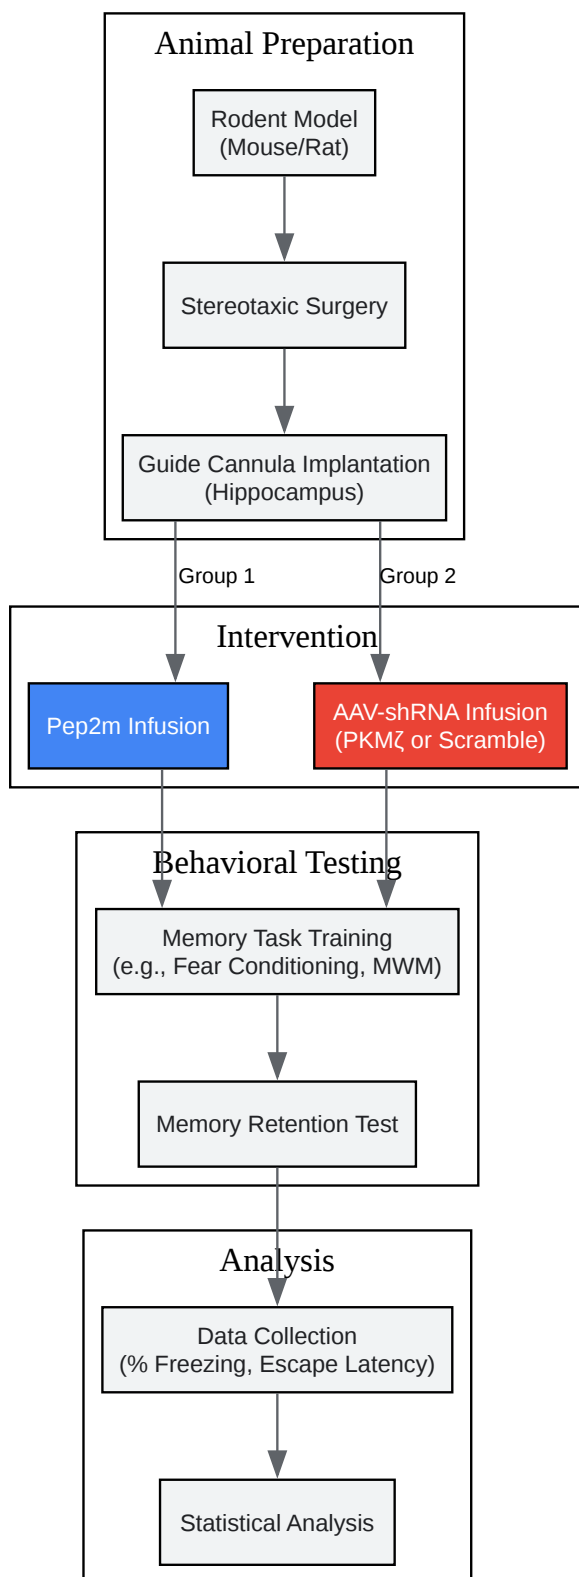 Animal Preparation
Rodent Model
(Mouse/Rat)
Stereotaxic Surgery
Guide Cannula Implantation
(Hippocampus)
Group 1
Group 2
Intervention
Pep2m Infusion
AAV-shRNA Infusion
(PKMζ or Scramble)
Behavioral Testing
Memory Task Training
(e.g., Fear Conditioning, MWM)
Memory Retention Test
Analysis
Data Collection
(% Freezing, Escape Latency)
Statistical Analysis